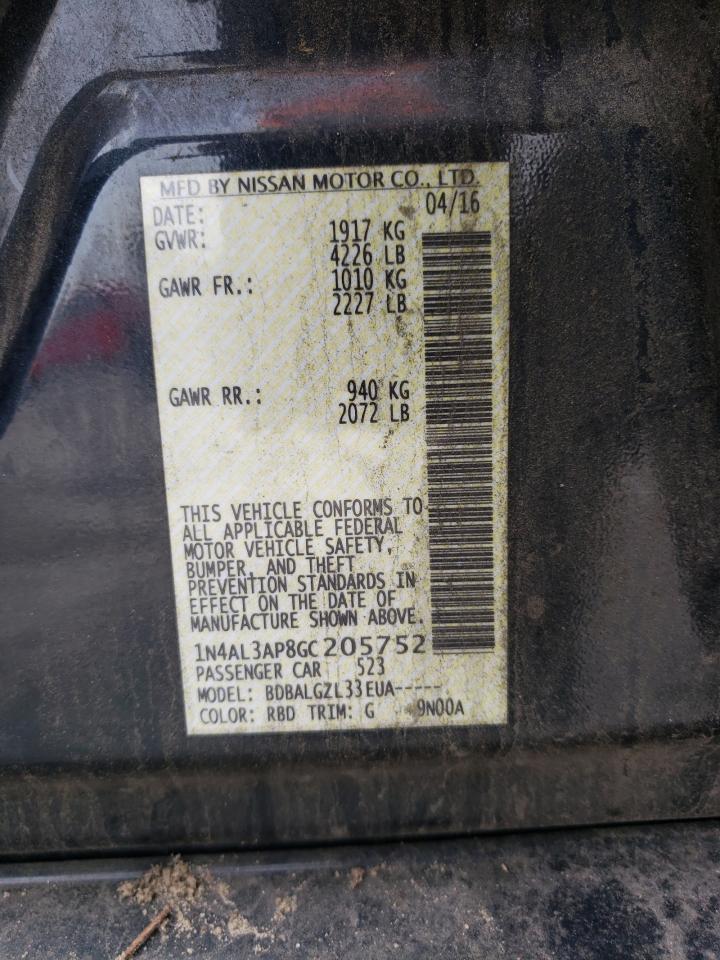 MFD BY NISSAN MOTOR CO., LTD.
DATE: 04/16
GVWR: 1917 KG
4226 LB
GAWR FR.: 1010 KG
2227 LB
GAWR RR.: 940 KG
2072 LB
THIS VEHICLE CONFORMS TO
ALL APPLICABLE FEDERAL
MOTOR VEHICLE SAFETY,
BUMPER, AND THEFT
PREVENTION STANDARDS IN
EFFECT ON THE DATE OF
MANUFACTURE SHOWN ABOVE.
1N4AL3AP8GC205752
PASSENGER CAR 523
MODEL: BDBALGZL33EUA-----
COLOR: RBD TRIM: G 9N00A